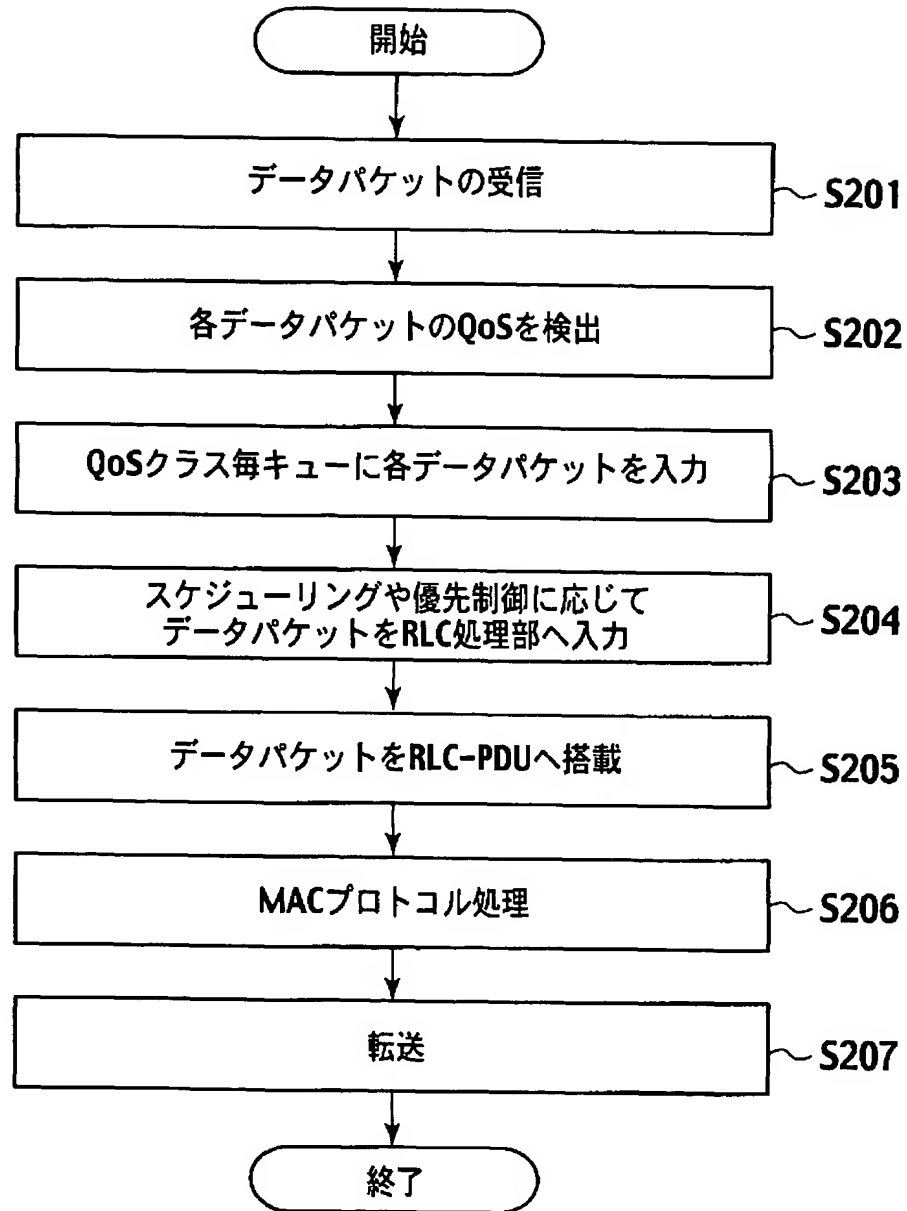 開始
データパケットの受信
S201
各データパケットのQoSを検出
S202
QoSクラス毎キューに各データパケットを入力
S203
スケジューリングや優先制御に応じて
データパケットをRLC処理部へ入力
S204
データパケットをRLC-PDUへ搭載
S205
MACプロトコル処理
S206
転送
S207
終了